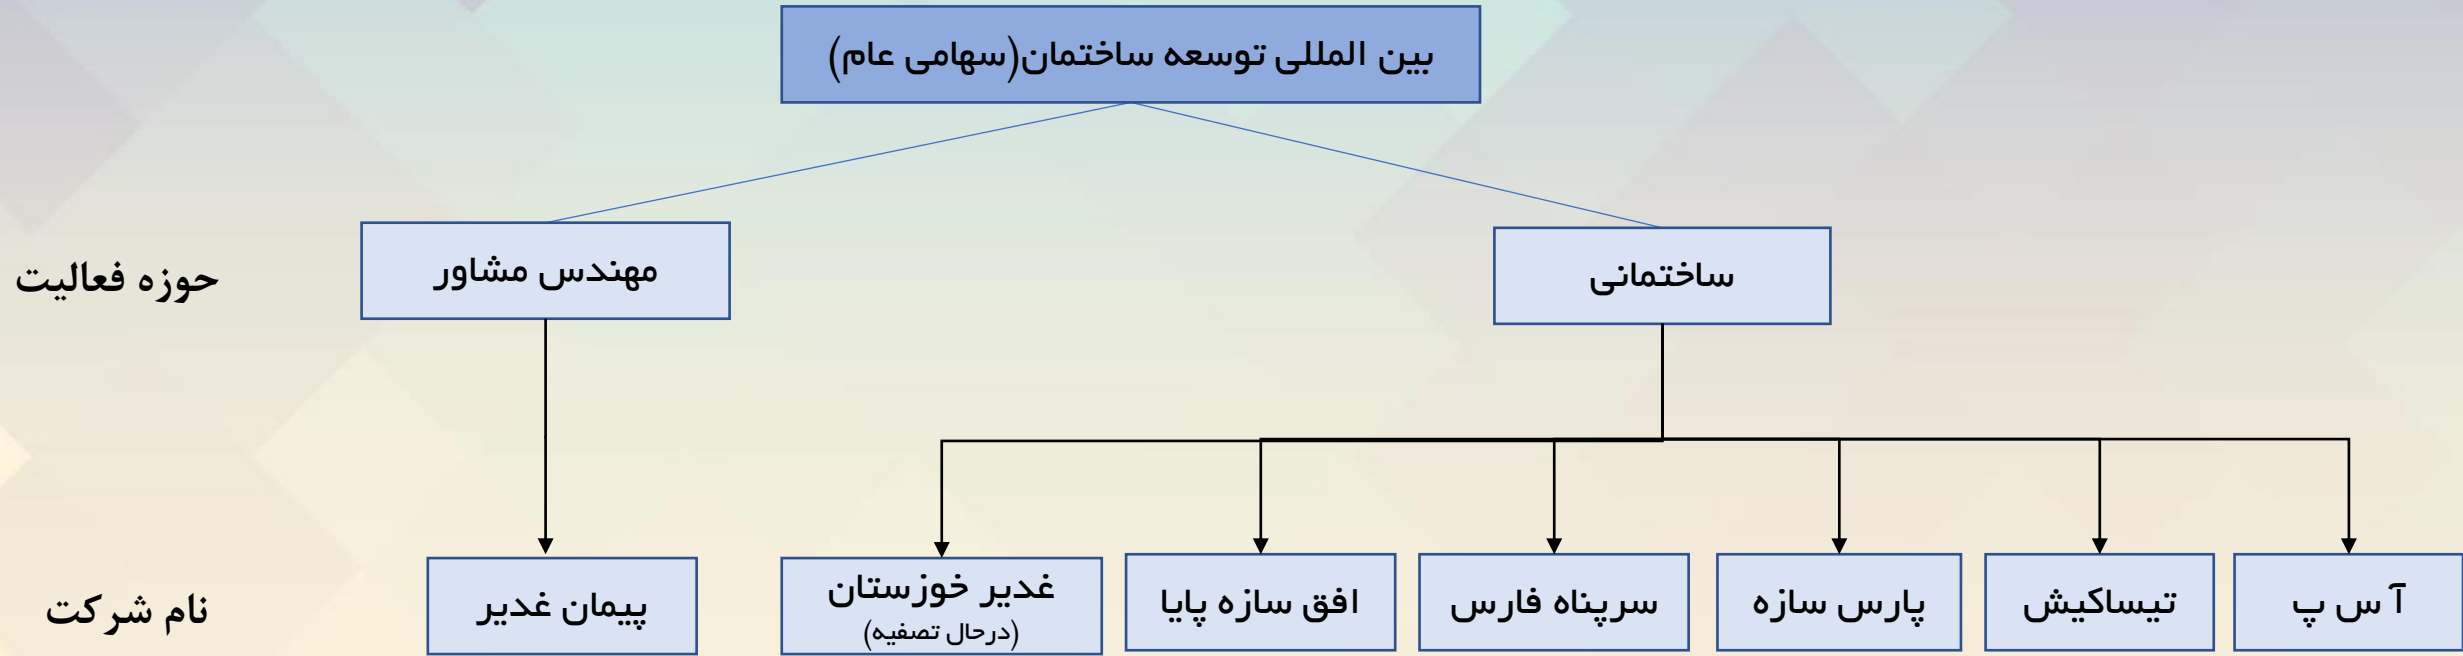 بین المللی توسعه ساختمان(سهامی عام)
ساختمانی
مهندس مشاور
حوزه فعالیت
آ س پ
تیساکیش
پارس سازه
سرپناه فارس
افق سازه پایا
غدیر خوزستان
(درحال تصفیه)
پیمان غدیر
نام شرکت